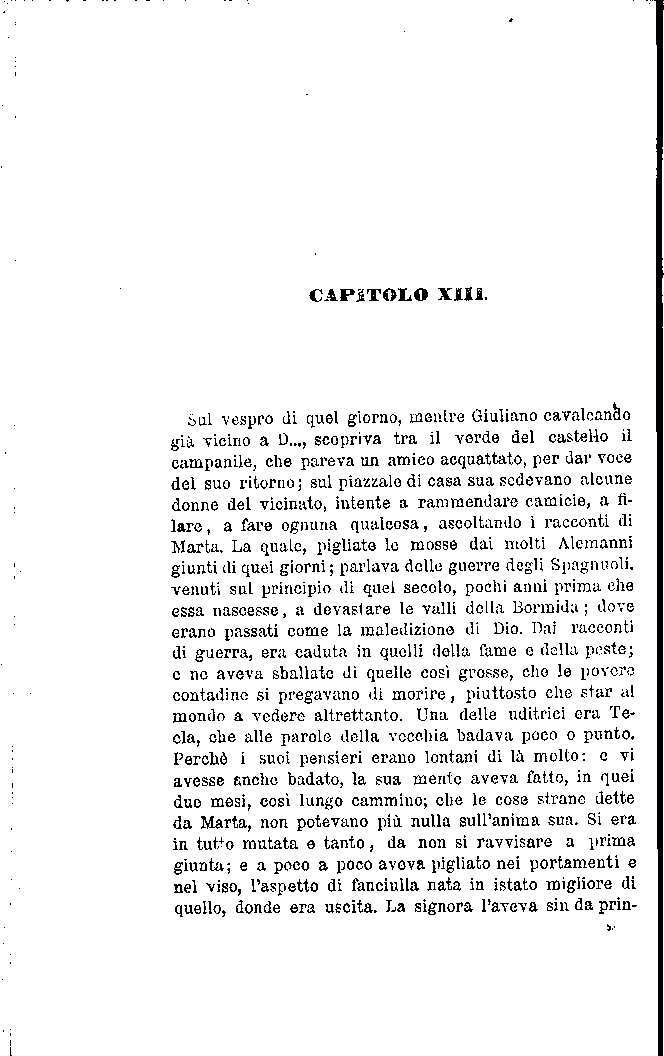 CAPITOLO XIII.
Sul vespro di quel giorno, mentre Giuliano cavalcando
già vicino a D..., scopriva tra il verde del castello il
campanile, che pareva un amico acquattato, per dar voce
del suo ritorno; sul piazzale di casa sua sedevano alcune
donne del vicinato, intente a rammendare camicie, a fi-
lare, a fare ognuna qualcosa, ascoltando i racconti di
Marta. La quale, pigliate le mosse dai molti Alemanni
giunti di quei giorni; parlava delle guerre degli Spagnuoli,
venuti sul principio di quel secolo, pochi anni prima che
essa nascesse, a devastare le valli della Bormida; dove
erano passati come la maledizione di Dio. Dai racconti
di guerra, era caduta in quelli della fame e della peste;
e ne aveva sballate di quelle così grosse, che le povere
contadine si pregavano di morire, piuttosto che star al
mondo a vedere altrettanto. Una delle uditrici era Te-
cla, che alle parole della vecchia badava poco o punto.
Perchè i suoi pensieri erano lontani di là molto: e vi
avesse anche badato, la sua mente aveva fatto, in quei
due mesi, così lungo cammino; che le cose strane dette
da Marta, non potevano più nulla sull'anima sua. Si era
in tutto mutata e tanto, da non si ravvisare a prima
giunta; e a poco a poco aveva pigliato nei portamenti e
nel viso, l'aspetto di fanciulla nata in istato migliore di
quello, donde era uscita. La signora l'aveva sin da prin-